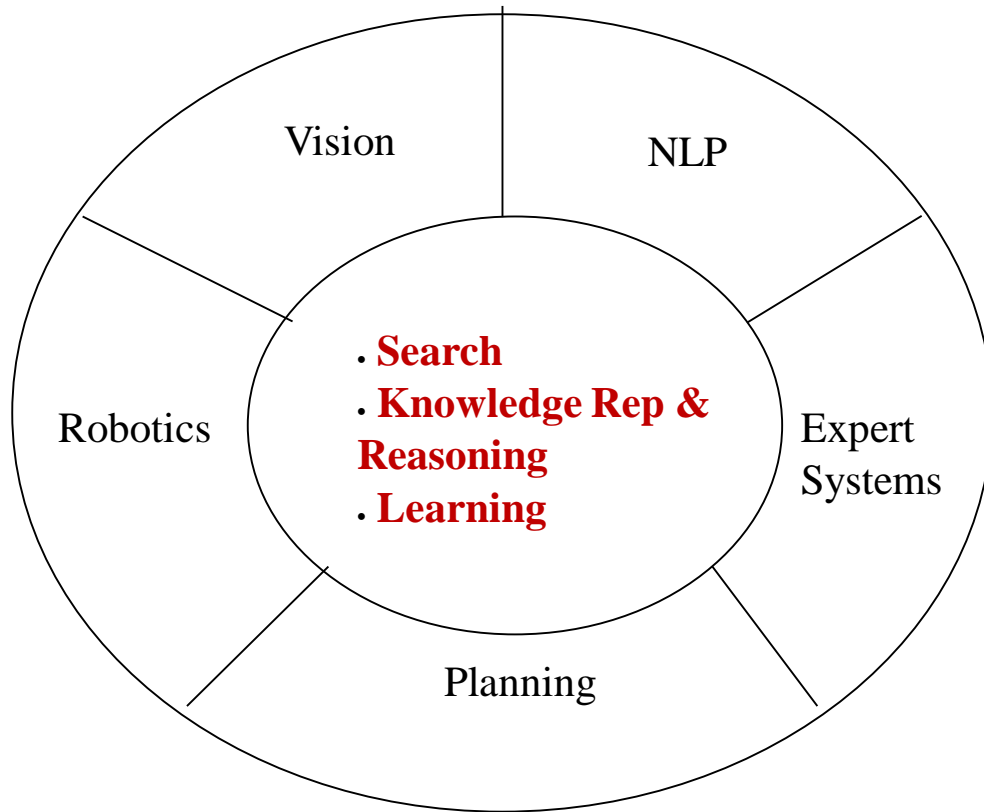 Vision
NLP
• Search
• Knowledge Rep &
Reasoning
• Learning
Robotics
Expert
Systems
Planning